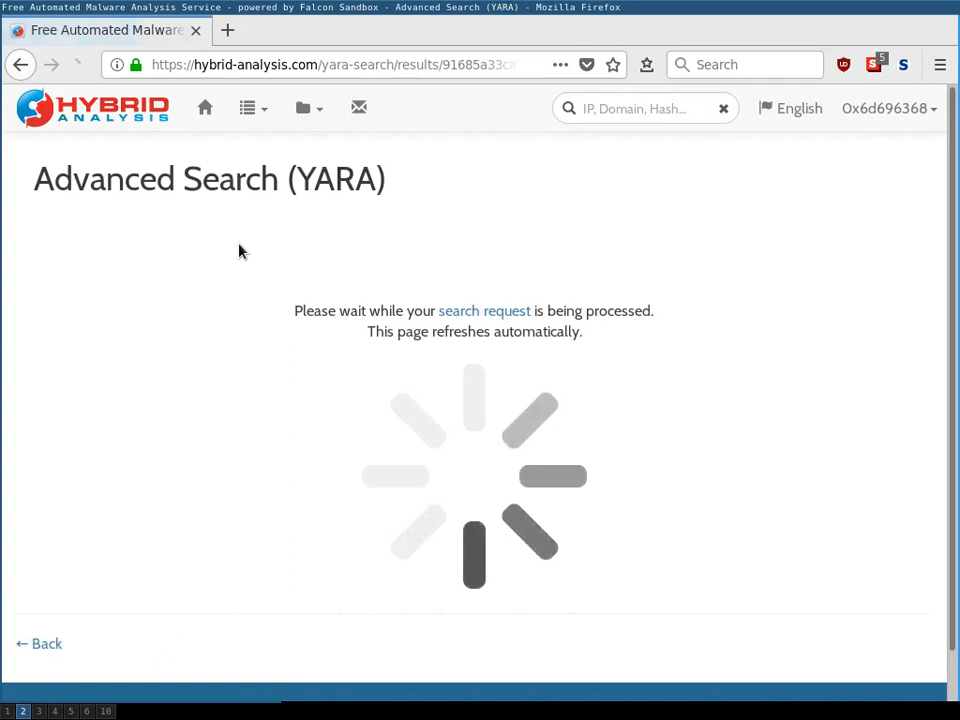 Free Automated Malware Analysis Service - powered by Falcon Sandbox - Advanced Search (YARA) - Mozilla Firefox
Free Automated Malware
https://hybrid-analysis.com/yara-search/results/91685a33ca
Search
5
HYBRID
ANALYSIS
IP, Domain, Hash...
English
0x6d696368
Advanced Search (YARA)
Please wait while your search request is being processed.
This page refreshes automatically.
← Back
1 2 3 4 5 6 10